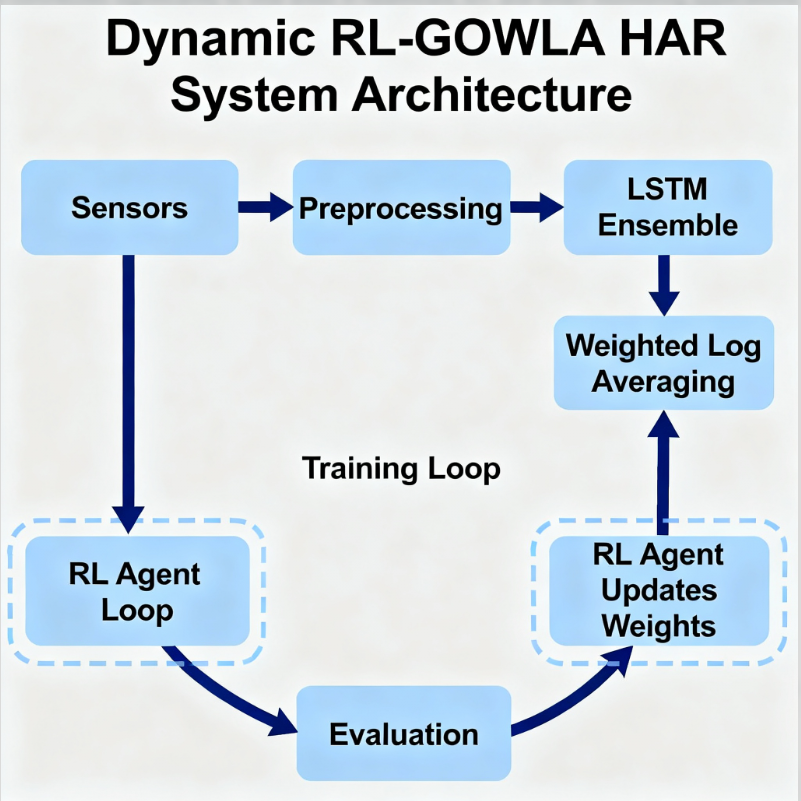 Dynamic RL-GOWLA HAR
System Architecture
Sensors
Preprocessing
LSTM
Ensemble
Weighted Log
Averaging
Training Loop
RL Agent
Loop
RL Agent
Updates
Weights
Evaluation